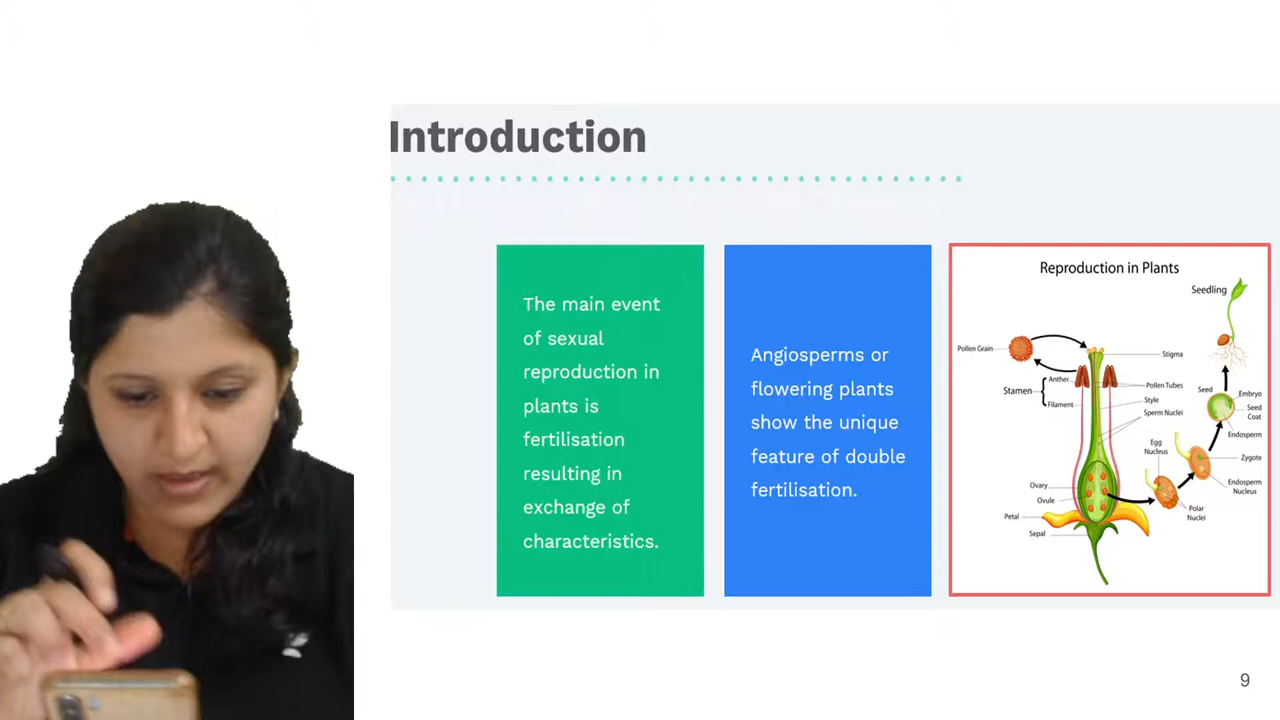 Introduction
The main event
of sexual
reproduction in
plants is
fertilisation
resulting in
exchange of
characteristics.
Angiosperms or
flowering plants
show the unique
feature of double
fertilisation.
Reproduction in Plants
Seedling
Pollen Grain
Stigma
Anther
Stamen
Filament
Pollen Tubes
Style
Sperm Nuclei
Seed
Embryo
Seed
Coat
Endosperm
Egg
Nucleus
Zygote
Endosperm
Nucleus
Polar
Nuclei
Ovary
Ovule
Petal
Sepal
9